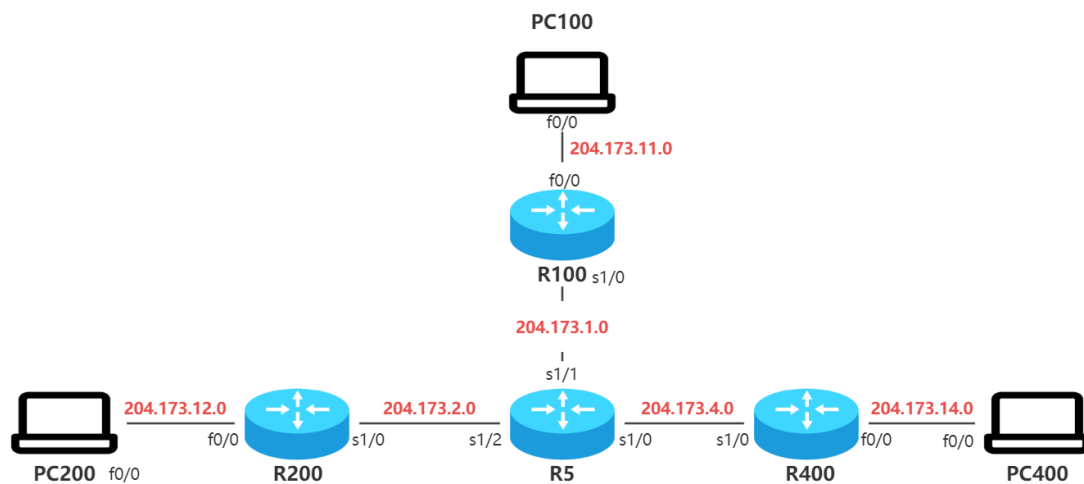 PC100
f0/0
204.173.11.0
f0/0
R100 s1/0
204.173.1.0
s1/1
204.173.12.0 204.173.2.0 204.173.4.0 204.173.14.0
f0/0 s1/0 s1/2 s1/0 s1/0 f0/0 f0/0
PC200 f0/0 R200 R5 R400 PC400